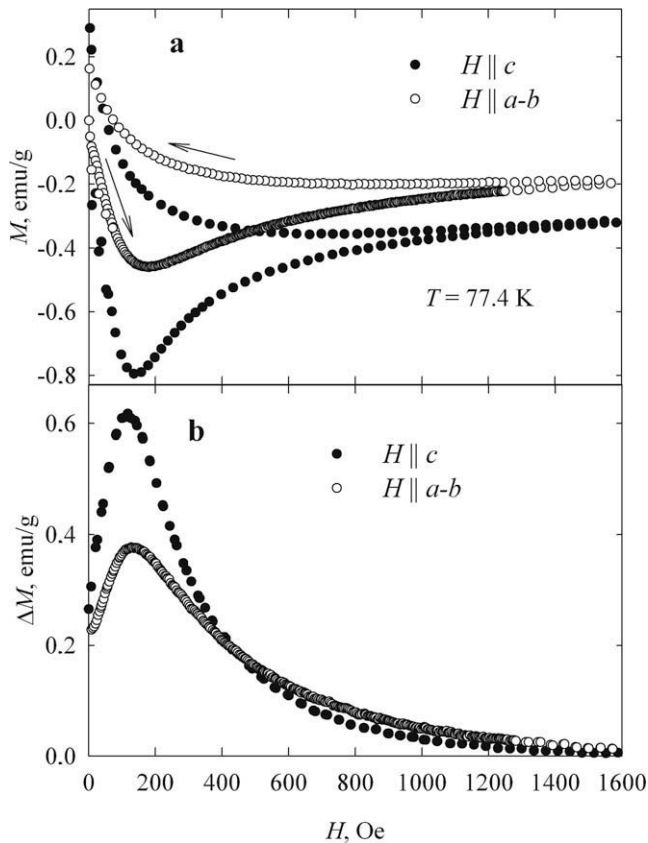 a
0.2
0.0
-0.2
-0.4
-0.6
-0.8
M, emu/g
H || c
H || a-b
T = 77.4 K
b
0.6
0.4
0.2
0.0
ΔM, emu/g
H || c
H || a-b
0 200 400 600 800 1000 1200 1400 1600
H, Oe